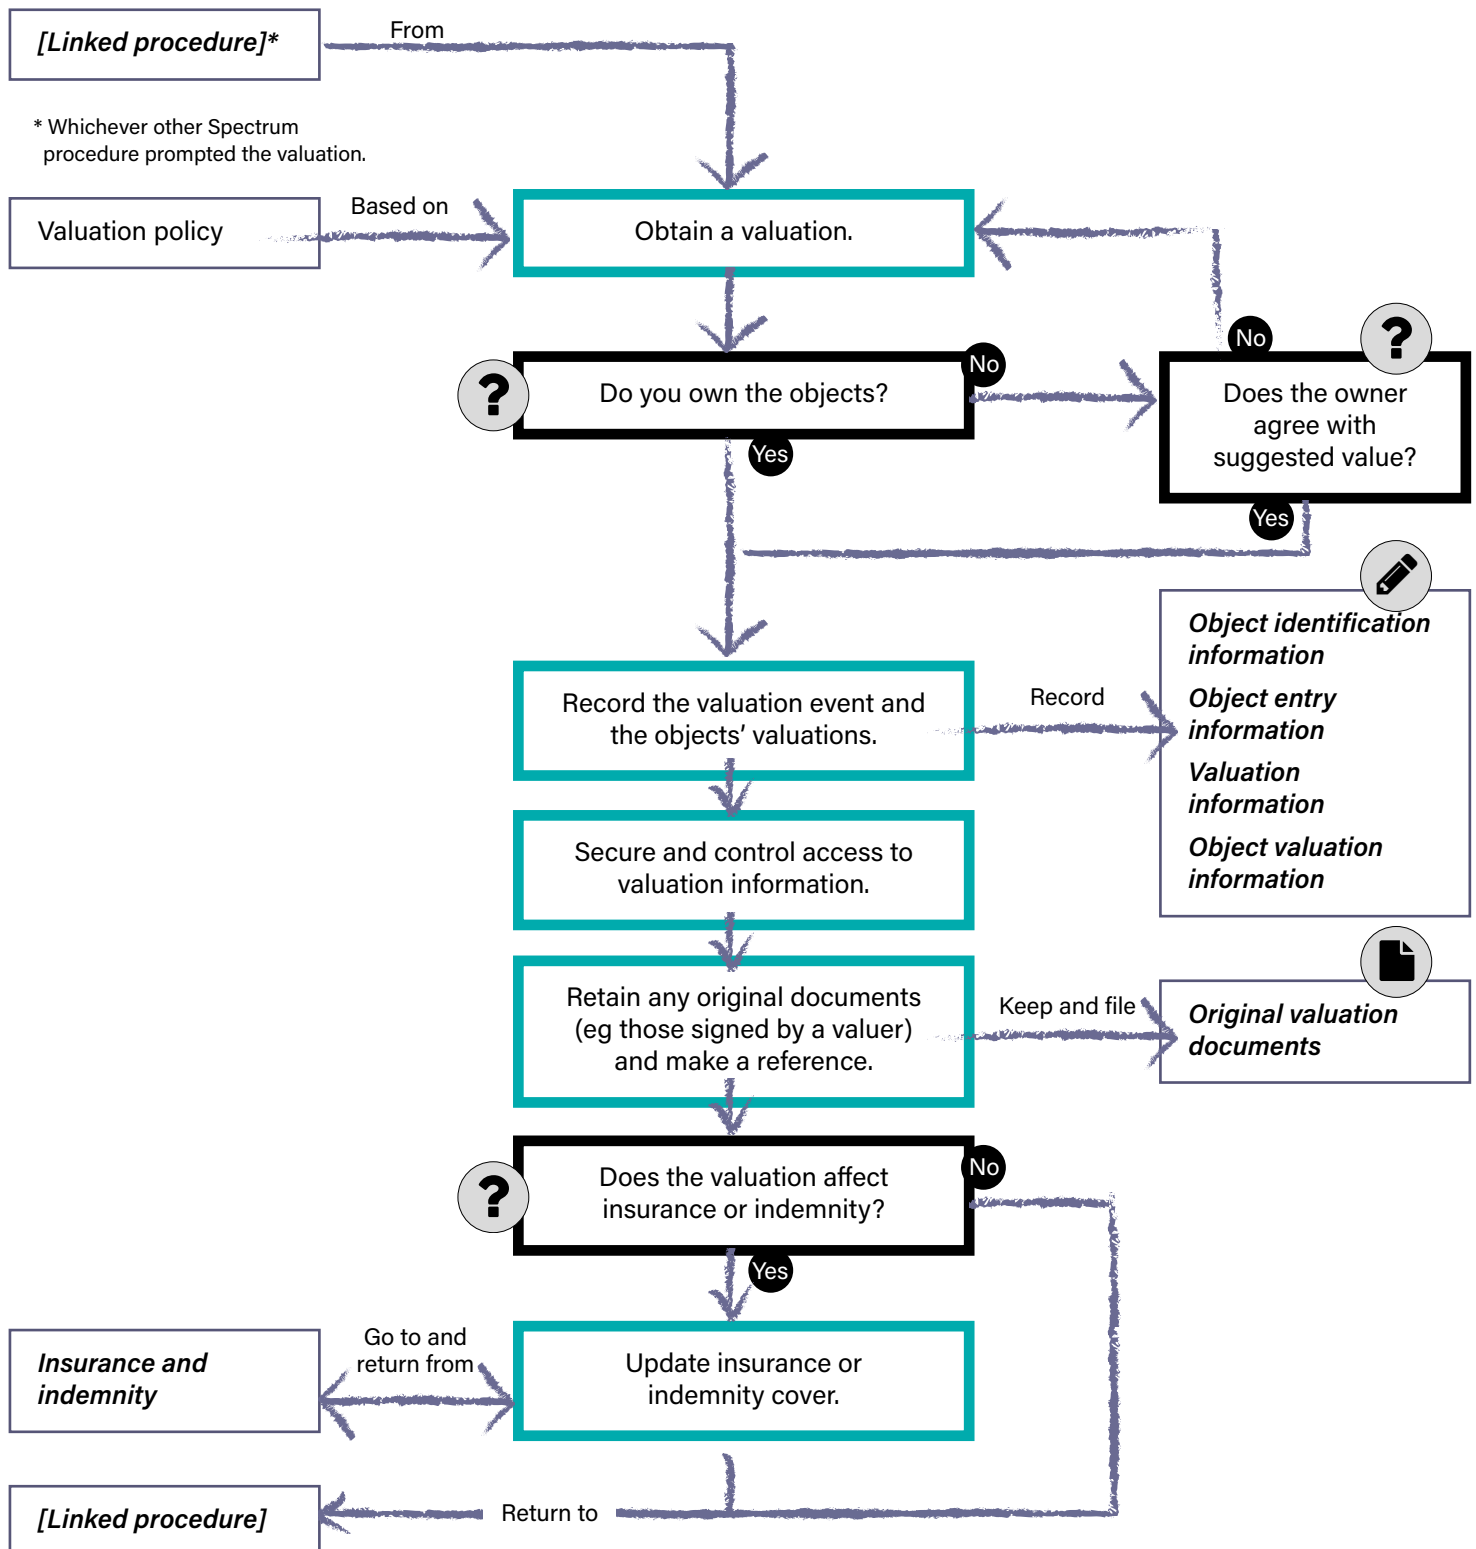 [Linked procedure]*
From
* Whichever other Spectrum
procedure prompted the valuation.
Valuation policy
Based on
Obtain a valuation.
?
Do you own the objects?
No
Yes
No
?
Does the owner
agree with
suggested value?
Yes
Record the valuation event and
the objects’ valuations.
Record
Object identification
information
Object entry
information
Valuation
information
Object valuation
information
Secure and control access to
valuation information.
Retain any original documents
(eg those signed by a valuer)
and make a reference.
Keep and file
Original valuation
documents
?
Does the valuation affect
insurance or indemnity?
No
Yes
Insurance and
indemnity
Go to and
return from
Update insurance or
indemnity cover.
[Linked procedure]
Return to